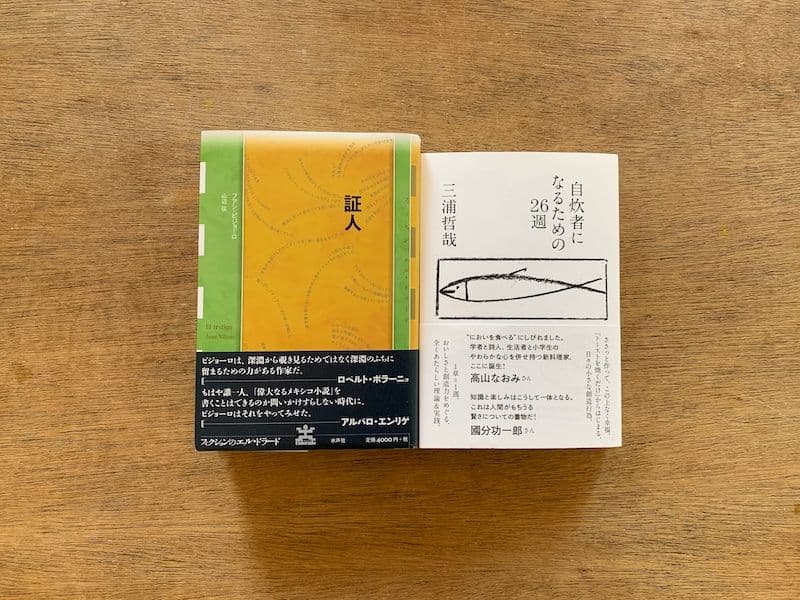 証人
フアン・ビジョーロ
山辺 弦
El testigo
Juan Villoro
ビジョーロは、深淵から覗き見るためではなく深淵のふちに
留まるための力がある作家だ。
ロベルト・ボラーニョ
もはや誰一人、「偉大なるメキシコ小説」を
書くことはできるのか問いかけすらしない時代に、
ビジョーロはそれをやってみせた。
アルバロ・エンリゲ
フィクションのエル・ドラード
水声社
定価:4000円+税
自炊者に
なるための
26週
三浦哲哉
“においを食べる”にしびれました。
学者と詩人、生活者と小学生の
やわらかな心を併せ持つ新料理家、
ここに誕生!
高山なおみさん
知識と楽しみはこうして一体となる。
これは人間がもちうる
賢さについての書物だ!
國分功一郎さん
ささっと作って、この上なく幸福。
「トーストを焼くだけ」からはじまる、
日々の小さな創造行為。
1章=1週。
おいしさと創造力をめぐる、
全くあたらしい理論&実践。